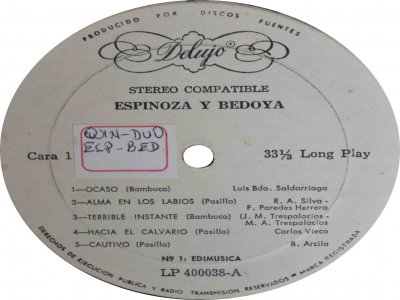 PRODUCIDO POR DISCOS FUENTES
Delujo
STEREO COMPATIBLE
ESPINOZA Y BEDOYA
QXN-DUO
ESP-BED
Cara 1
33⅓ Long Play
1—OCASO (Bambuco) Luis Bdo. Saldarriaga
2—ALMA EN LOS LABIOS (Pasillo) R. A. Silva -
F. Paredes Herrera
3—TERRIBLE INSTANTE (Bambuco) (J. M. Trespalacios -
M. A. Trespalacios
4—HACIA EL CALVARIO (Pasillo) Carlos Vieco
5—CAUTIVO (Pasillo) B. Arcila
Nº 1: EDIMUSICA
LP 400038-A
DERECHOS DE EJECUCION PUBLICA Y RADIO TRANSMISION RESERVADOS ★ MARCA REGISTRADA